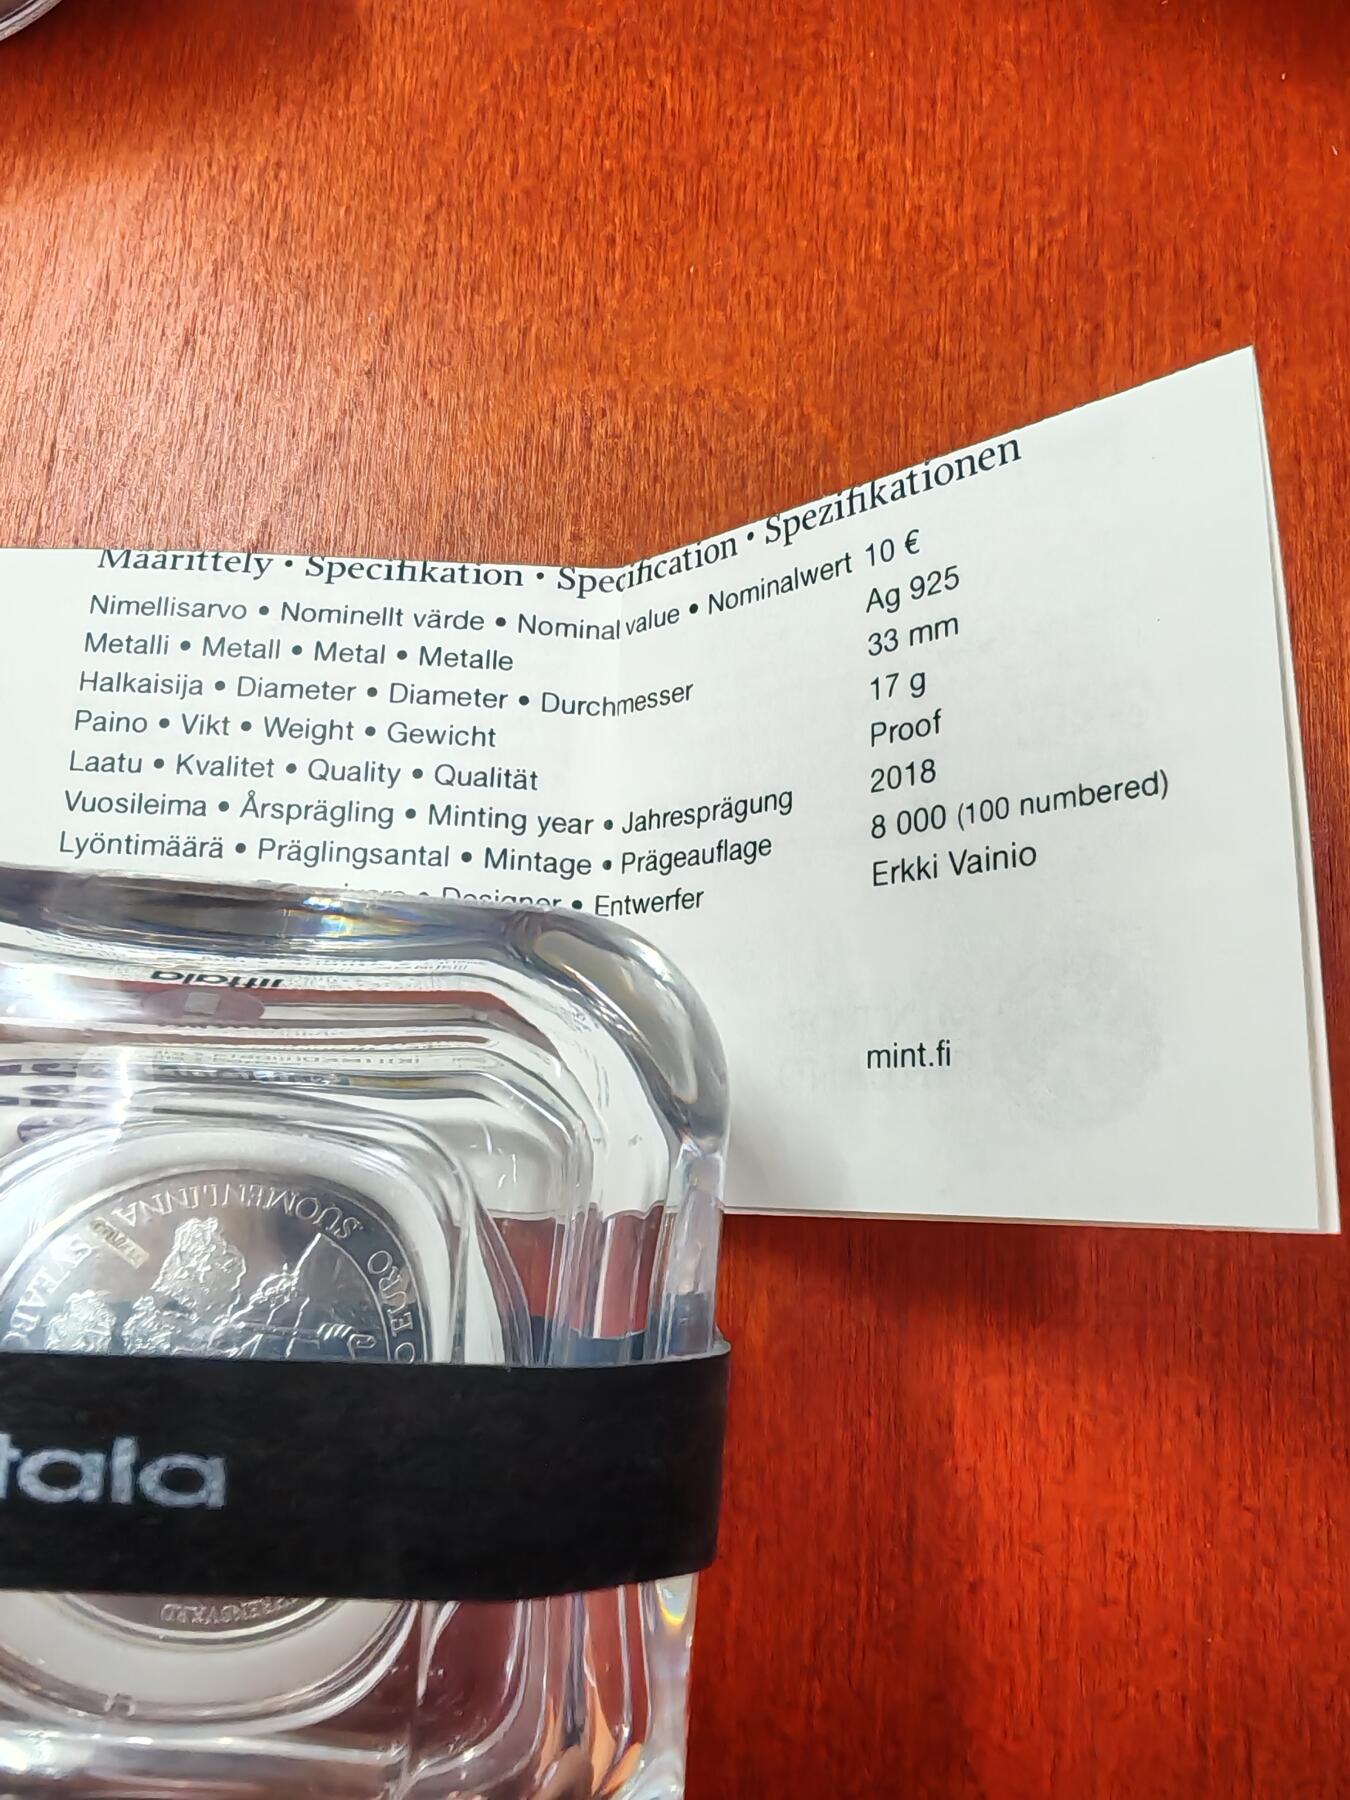 Määrittely • Specifikation • Specification • Spezifikationen
Nimellisarvo • Nominellt värde • Nominal value • Nominalwert 10 €
Metalli • Metall • Metal • Metalle Ag 925
Halkaisija • Diameter • Diameter • Durchmesser 33 mm
Paino • Vikt • Weight • Gewicht 17 g
Laatu • Kvalitet • Quality • Qualität Proof
Vuosileima • Årsprägling • Minting year • Jahresprägung 2018
Lyöntimäärä • Präglingsantal • Mintage • Prägeauflage 8 000 (100 numbered)
Designer • Entwerfer Erkki Vainio
mint.fi
iittala
SUOMENLINNA
EURO
tala